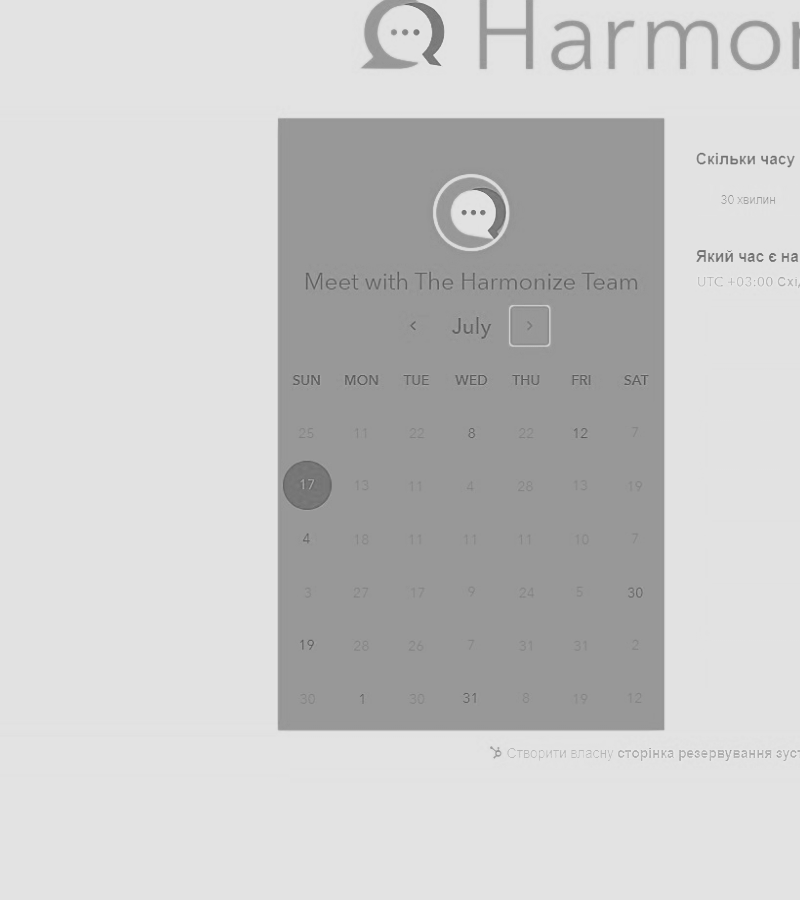 Harmo
Скільки часу
30 хвилин
Який час є на
UTC +03:00 Схі
Meet with The Harmonize Team
July
SUN MON TUE WED THU FRI SAT
25 11 22 8 22 12 7
17 13 11 4 28 13 19
4 18 11 11 11 10 7
3 27 17 9 24 5 30
19 28 26 7 31 31 2
30 1 30 31 8 19 12
Створити власну сторінка резервування зуст